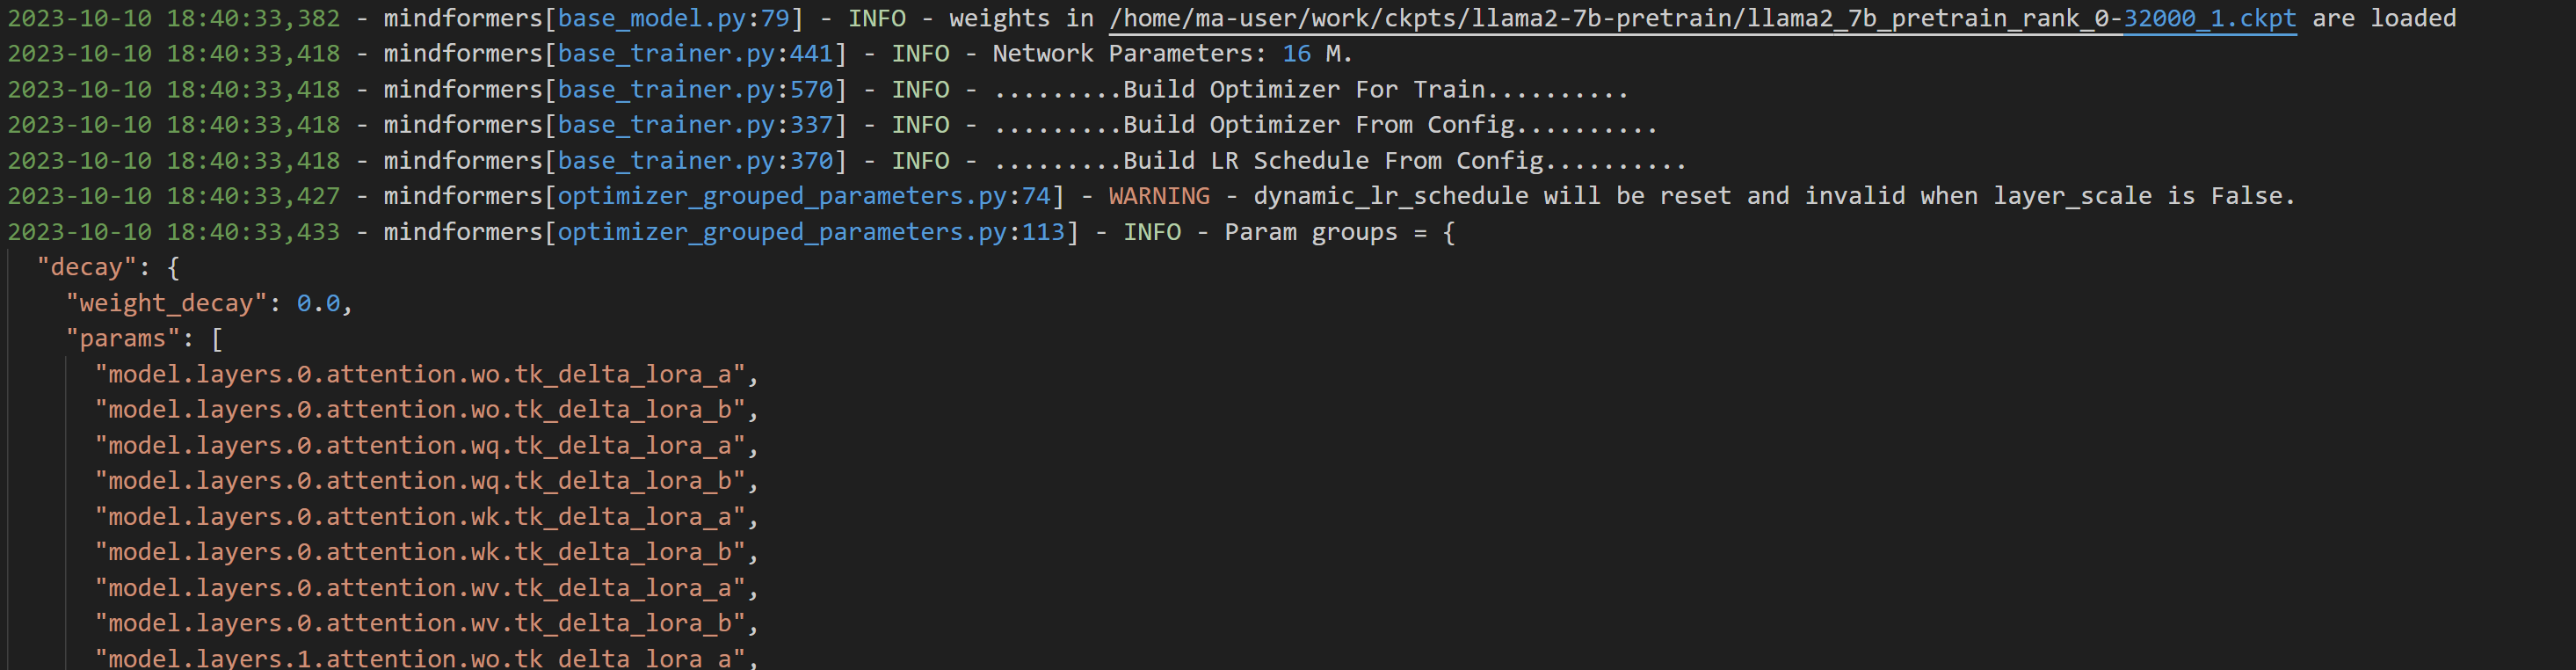 2023-10-10 18:40:33,382 - mindformers[base_model.py:79] - INFO - weights in /home/ma-user/work/ckpts/llama2-7b-pretrain/llama2_7b_pretrain_rank_0-32000_1.ckpt are loaded
2023-10-10 18:40:33,418 - mindformers[base_trainer.py:441] - INFO - Network Parameters: 16 M.
2023-10-10 18:40:33,418 - mindformers[base_trainer.py:570] - INFO - .........Build Optimizer For Train..........
2023-10-10 18:40:33,418 - mindformers[base_trainer.py:337] - INFO - .........Build Optimizer From Config..........
2023-10-10 18:40:33,418 - mindformers[base_trainer.py:370] - INFO - .........Build LR Schedule From Config..........
2023-10-10 18:40:33,427 - mindformers[optimizer_grouped_parameters.py:74] - WARNING - dynamic_lr_schedule will be reset and invalid when layer_scale is False.
2023-10-10 18:40:33,433 - mindformers[optimizer_grouped_parameters.py:113] - INFO - Param groups = {
  "decay": {
    "weight_decay": 0.0,
    "params": [
      "model.layers.0.attention.wo.tk_delta_lora_a",
      "model.layers.0.attention.wo.tk_delta_lora_b",
      "model.layers.0.attention.wq.tk_delta_lora_a",
      "model.layers.0.attention.wq.tk_delta_lora_b",
      "model.layers.0.attention.wk.tk_delta_lora_a",
      "model.layers.0.attention.wk.tk_delta_lora_b",
      "model.layers.0.attention.wv.tk_delta_lora_a",
      "model.layers.0.attention.wv.tk_delta_lora_b",
      "model.layers.1.attention.wo.tk_delta_lora_a",